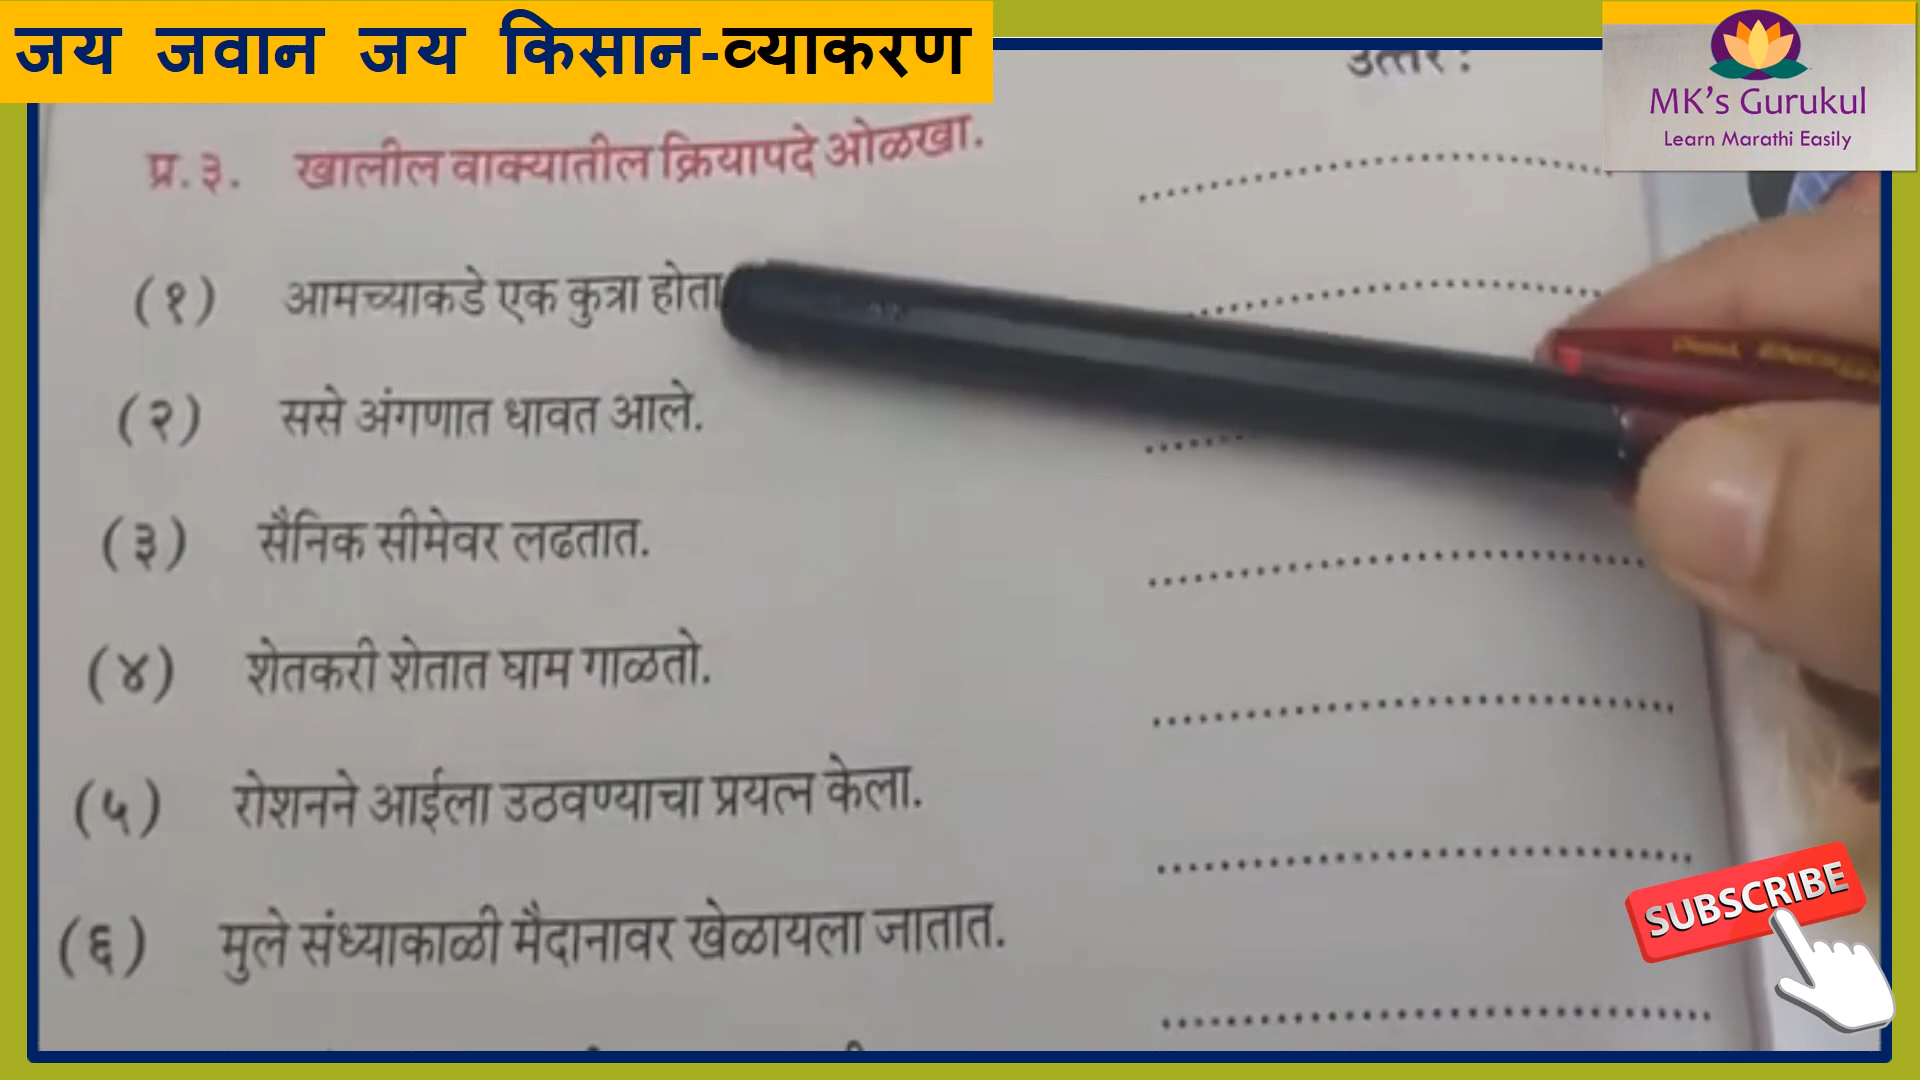 जय जवान जय किसान-व्याकरण
MK's Gurukul
Learn Marathi Easily
उत्तर :
प्र. ३. खालील वाक्यातील क्रियापदे ओळखा.
(१) आमच्याकडे एक कुत्रा होता
(२) ससे अंगणात धावत आले.
(३) सैनिक सीमेवर लढतात.
(४) शेतकरी शेतात घाम गाळतो.
(५) रोशनने आईला उठवण्याचा प्रयत्न केला.
(६) मुले संध्याकाळी मैदानावर खेळायला जातात.
SUBSCRIBE